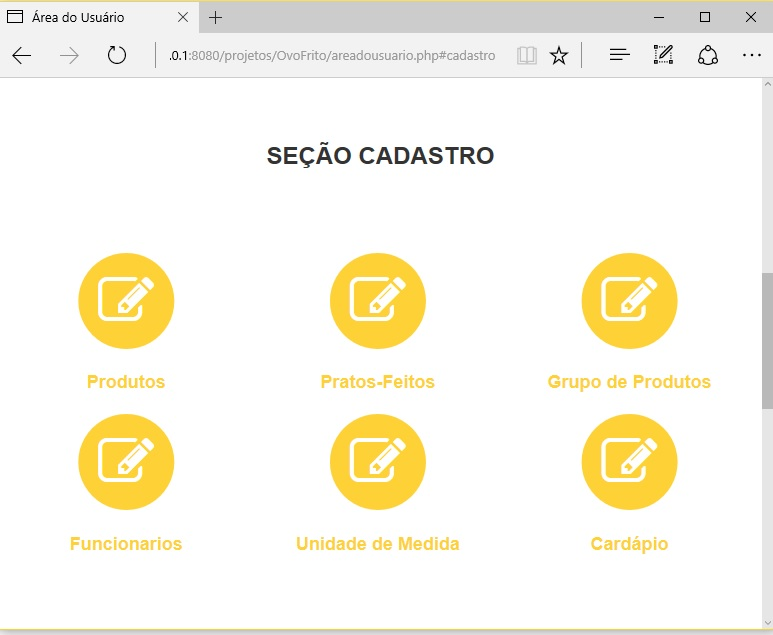 Área do Usuário
.0.1:8080/projetos/OvoFrito/areadousuario.php#cadastro
SEÇÃO CADASTRO
Produtos
Pratos-Feitos
Grupo de Produtos
Funcionarios
Unidade de Medida
Cardápio